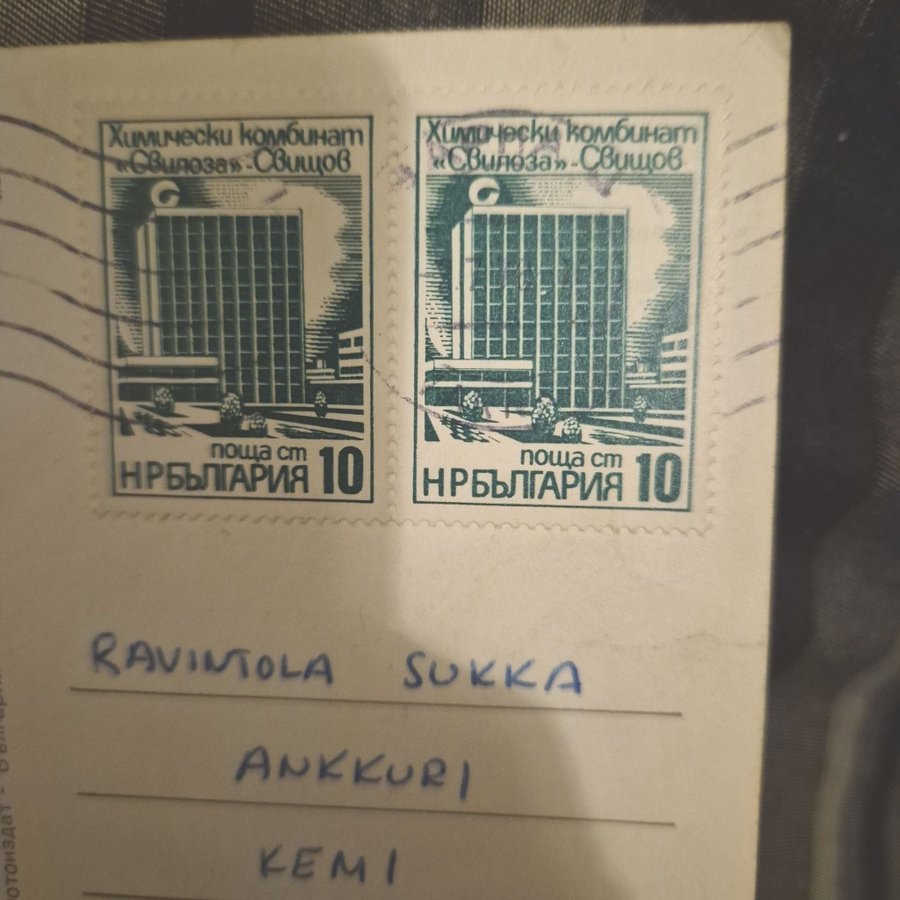 Химически комбинат
«Свилоза» - Свищов
поща ст
НРБЪЛГАРИЯ 10
Химически комбинат
«Свилоза» - Свищов
поща ст
НРБЪЛГАРИЯ 10
RAVINTOLA SUKKA
ANKKURI
KEMI